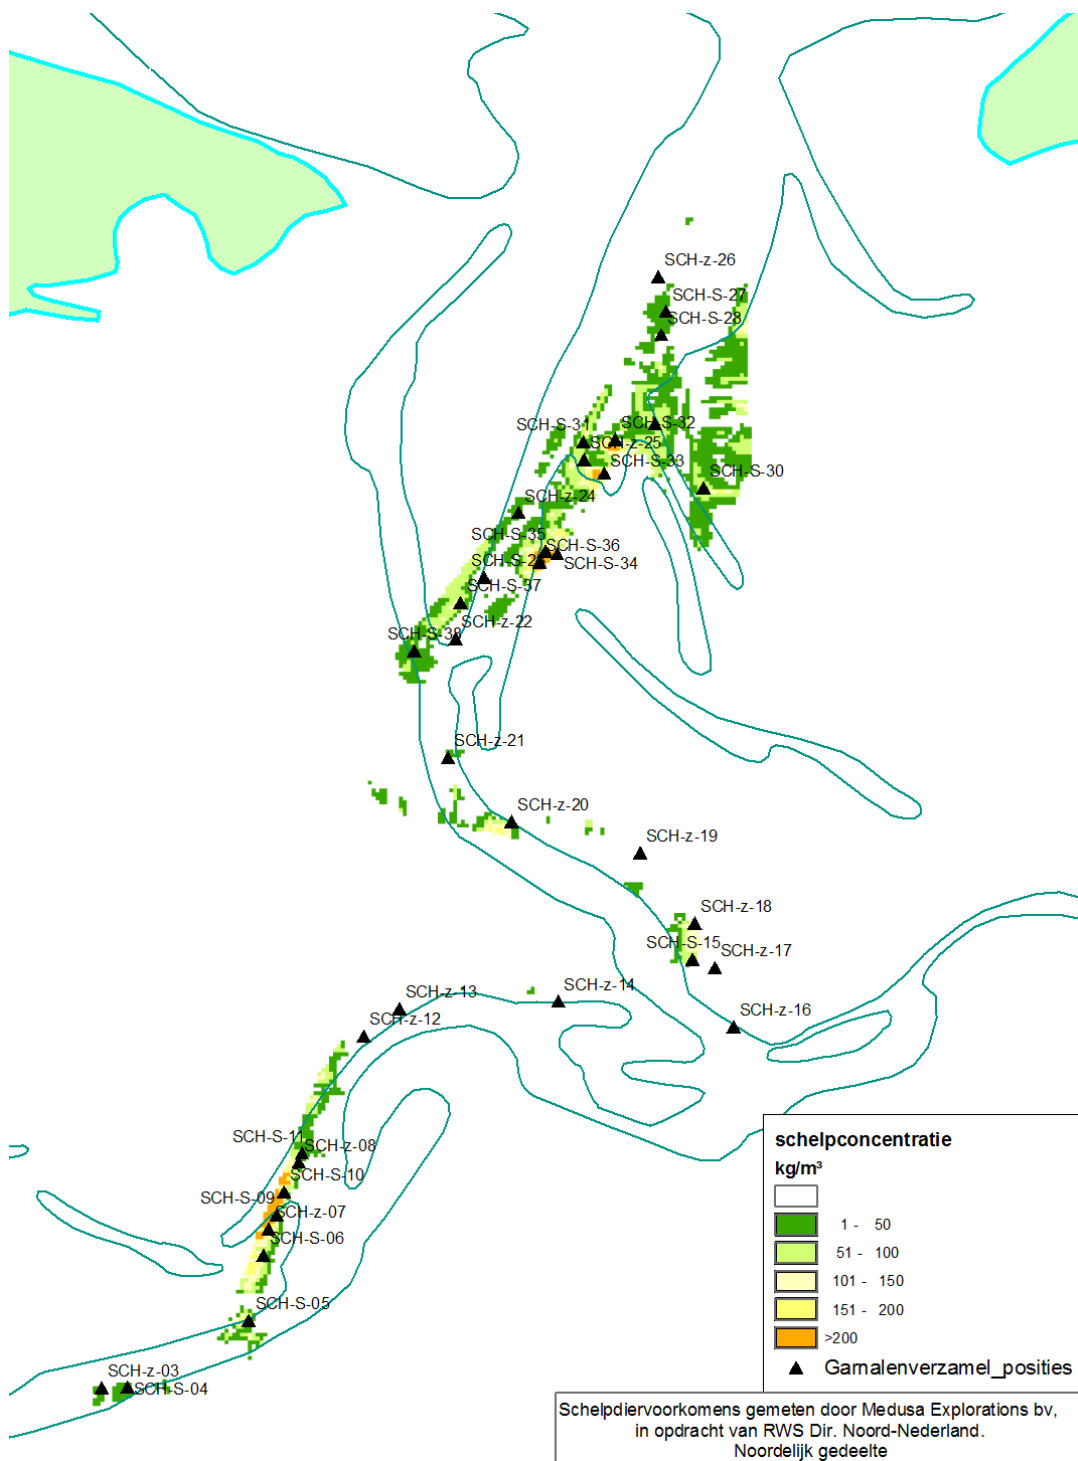 SCH-z-26
SCH-S-27
SCH-S-28
SCH-S-31
SCH-S-32
SCH-z-25
SCH-S-33
SCH-S-30
SCH-z-24
SCH-S-35
SCH-S-36
SCH-S-34
SCH-S-37
SCH-z-22
SCH-S-38
SCH-z-21
SCH-z-20
SCH-z-19
SCH-z-18
SCH-S-15
SCH-z-17
SCH-z-16
SCH-z-14
SCH-z-13
SCH-z-12
SCH-S-11
SCH-z-08
SCH-S-10
SCH-S-09
SCH-z-07
SCH-S-06
SCH-S-05
SCH-z-03
SCH-S-04
schelpconcentratie
kg/m³
1 - 50
51 - 100
101 - 150
151 - 200
>200
Garnalenverzamel_posities
Schelpdiervoorkomens gemeten door Medusa Explorations bv,
in opdracht van RWS Dir. Noord-Nederland.
Noordelijk gedeelte